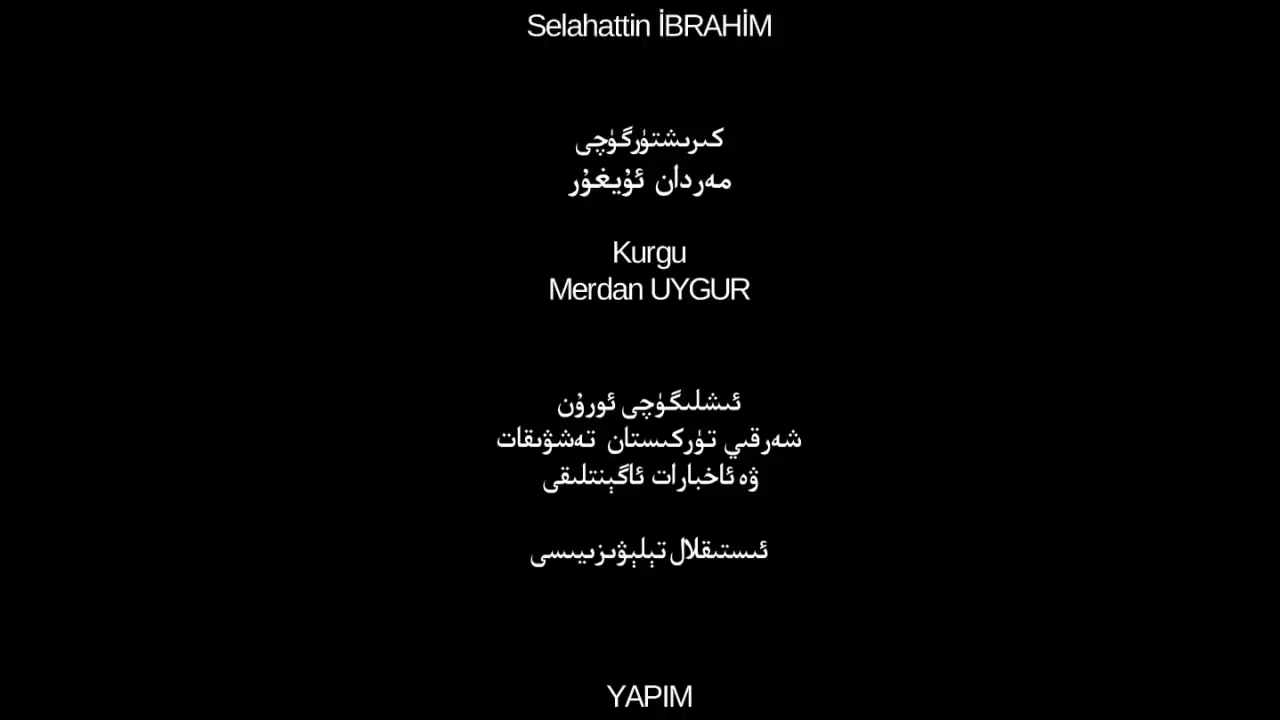 Selahattin İBRAHİM
كىرىشتۈرگۈچى
مەردان ئۇيغۇر
Kurgu
Merdan UYGUR
ئىشلىگۈچى ئورۇن
شەرقىي تۈركىستان تەشۋىقات
ۋە ئاخبارات ئاگېنتلىقى
ئىستىقلال تېلېۋىزىيىسى
YAPIM